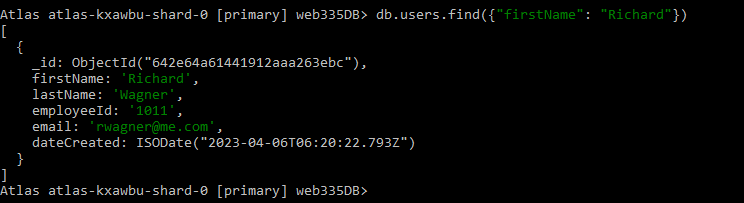 Atlas atlas-kxawbu-shard-0 [primary] web335DB> db.users.find({"firstName": "Richard"})
[
  {
    _id: ObjectId("642e64a61441912aaa263ebc"),
    firstName: 'Richard',
    lastName: 'Wagner',
    employeeId: '1011',
    email: 'rwagner@me.com',
    dateCreated: ISODate("2023-04-06T06:20:22.793Z")
  }
]
Atlas atlas-kxawbu-shard-0 [primary] web335DB>